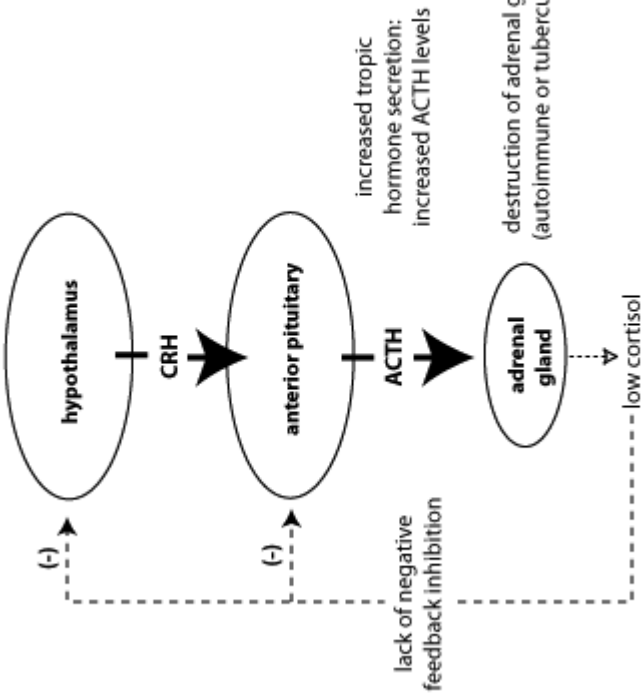 hypothalamus
(-)
CRH
anterior pituitary
(-)
increased tropic
hormone secretion:
increased ACTH levels
ACTH
lack of negative
feedback inhibition
adrenal
gland
destruction of adrenal
(autoimmune or
low cortisol